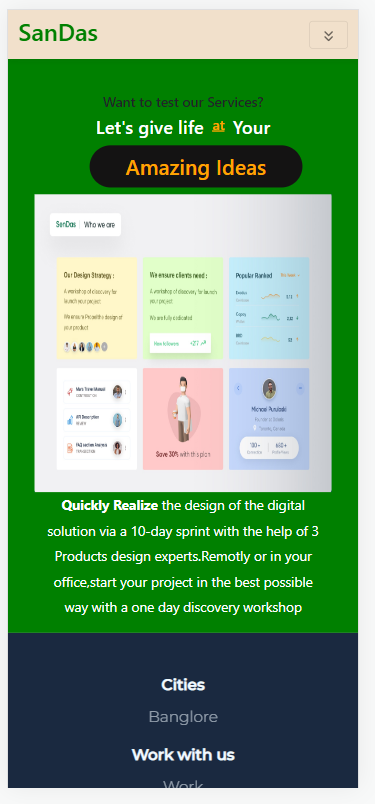 SanDas
Want to test our Services?
Let's give life at Your
Amazing Ideas
SanDas Who we are
Our Design Strategy :
A workshop of discovery for
launch your project
We ensure
the design of
your product
We ensure clients need :
A workshop of discovery for launch
your project
We are fully dedicated
New followers
Popular Ranked
Save 30% with this plan
Michael
100+
650+
Quickly Realize the design of the digital
solution via a 10-day sprint with the help of 3
Products design experts.Remotly or in your
office,start your project in the best possible
way with a one day discovery workshop
Cities
Banglore
Work with us
Work